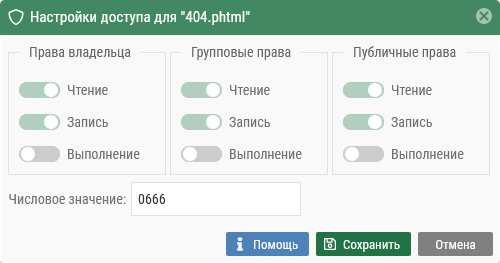 Настройки доступа для "404.phtml"
Права владельца Групповые права Публичные права
Чтение Чтение Чтение
Запись Запись Запись
Выполнение Выполнение Выполнение
Числовое значение: 0666
Помощь Сохранить Отмена